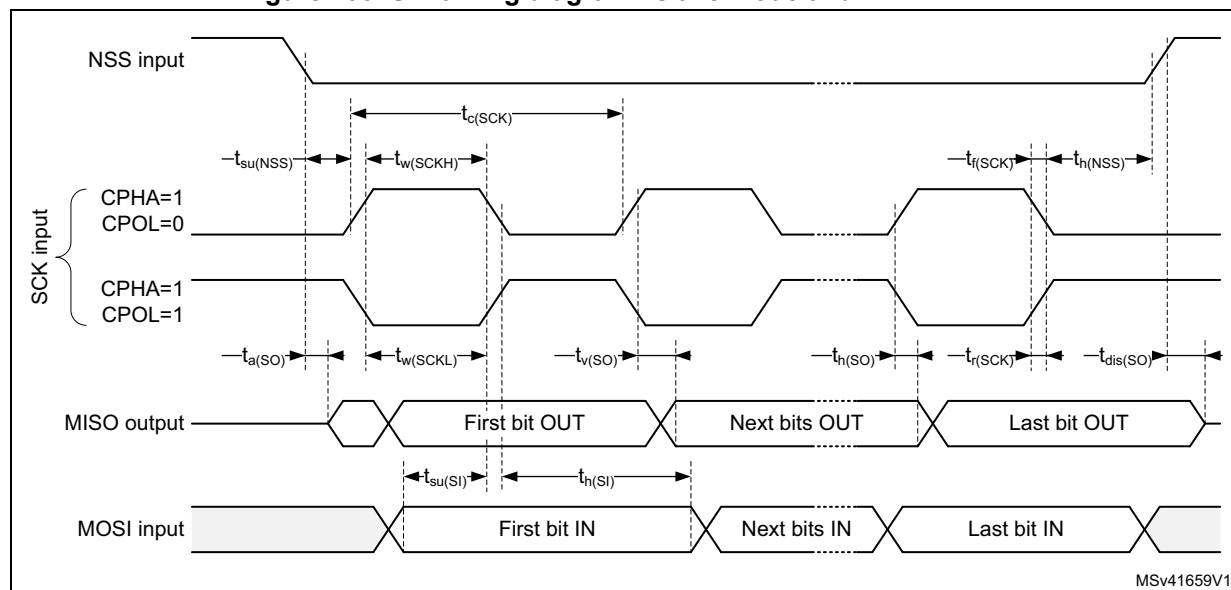 NSS input
tc(SCK)
tsu(NSS)
tw(SCKH)
tf(SCK)
th(NSS)
SCK input
CPHA=1
CPOL=0
CPHA=1
CPOL=1
ta(SO)
tw(SCKL)
tv(SO)
th(SO)
tr(SCK)
tdis(SO)
MISO output
First bit OUT
Next bits OUT
Last bit OUT
tsu(SI)
th(SI)
MOSI input
First bit IN
Next bits IN
Last bit IN
MSv41659V1